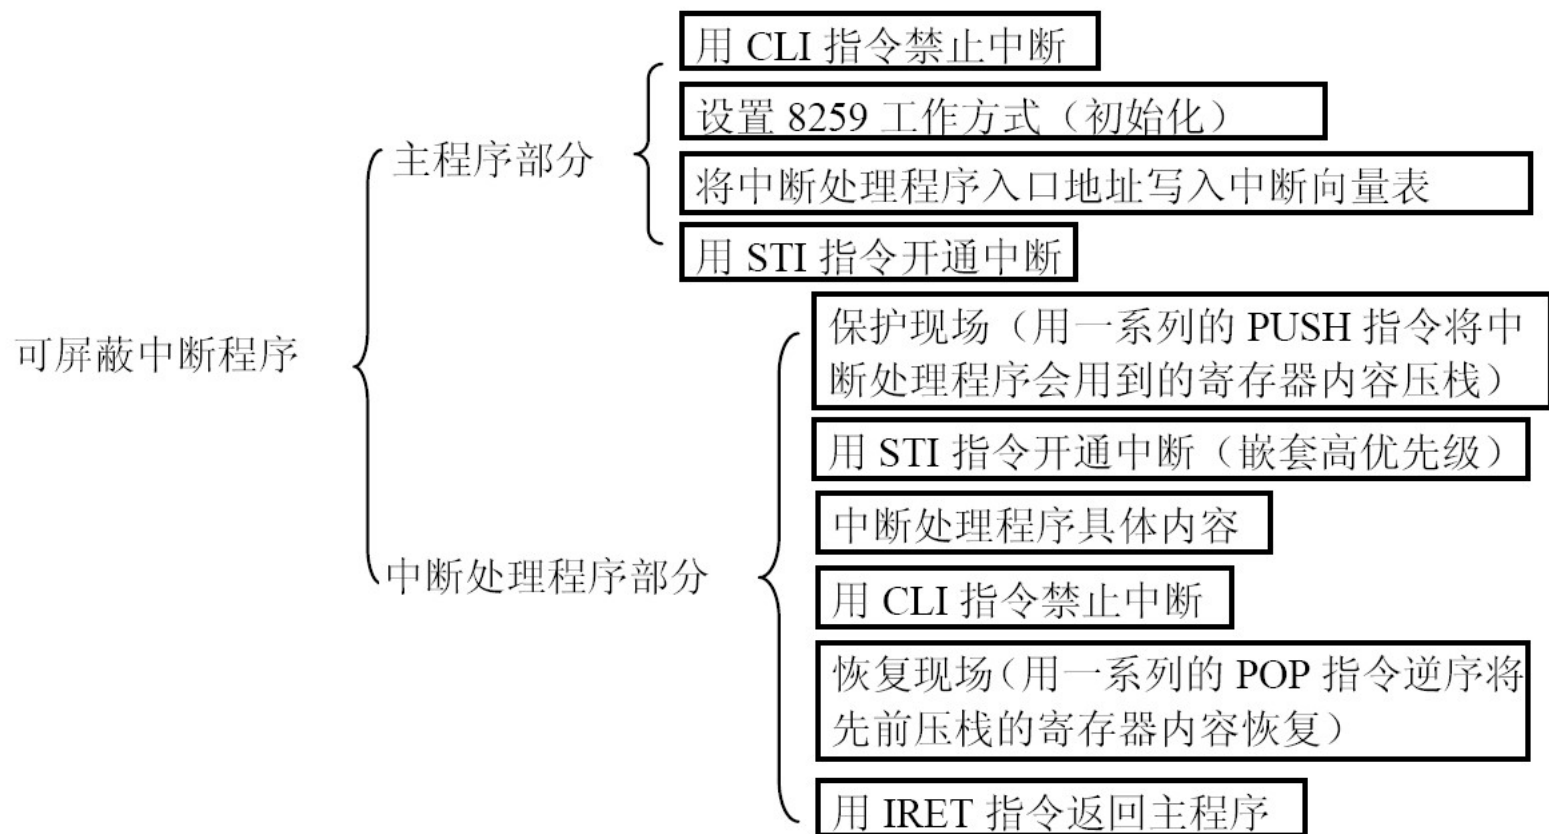 用 CLI 指令禁止中断
设置 8259 工作方式（初始化）
主程序部分
将中断处理程序入口地址写入中断向量表
用 STI 指令开通中断
可屏蔽中断程序
保护现场（用一系列的 PUSH 指令将中
断处理程序会用到的寄存器内容压栈）
用 STI 指令开通中断（嵌套高优先级）
中断处理程序具体内容
中断处理程序部分
用 CLI 指令禁止中断
恢复现场（用一系列的 POP 指令逆序将
先前压栈的寄存器内容恢复）
用 IRET 指令返回主程序